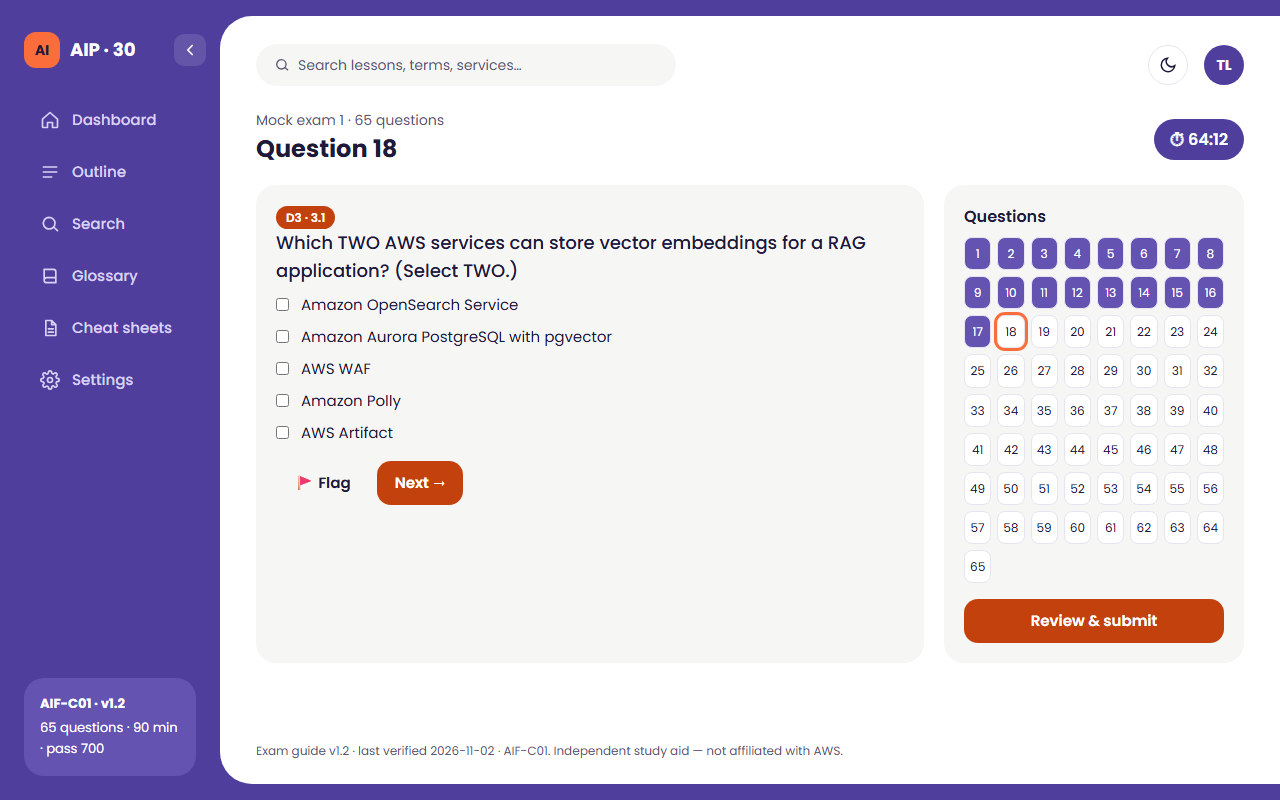 AI
AIP · 30
Dashboard
Outline
Search
Glossary
Cheat sheets
Settings
AIF-C01 · v1.2
65 questions · 90 min
· pass 700
Search lessons, terms, services…
TL
Mock exam 1 · 65 questions
Question 18
⏱ 64:12
D3 · 3.1
Which TWO AWS services can store vector embeddings for a RAG
application? (Select TWO.)
Amazon OpenSearch Service
Amazon Aurora PostgreSQL with pgvector
AWS WAF
Amazon Polly
AWS Artifact
🚩 Flag
Next →
Questions
1 2 3 4 5 6 7 8
9 10 11 12 13 14 15 16
17 18 19 20 21 22 23 24
25 26 27 28 29 30 31 32
33 34 35 36 37 38 39 40
41 42 43 44 45 46 47 48
49 50 51 52 53 54 55 56
57 58 59 60 61 62 63 64
65
Review & submit
Exam guide v1.2 · last verified 2026-11-02 · AIF-C01. Independent study aid — not affiliated with AWS.